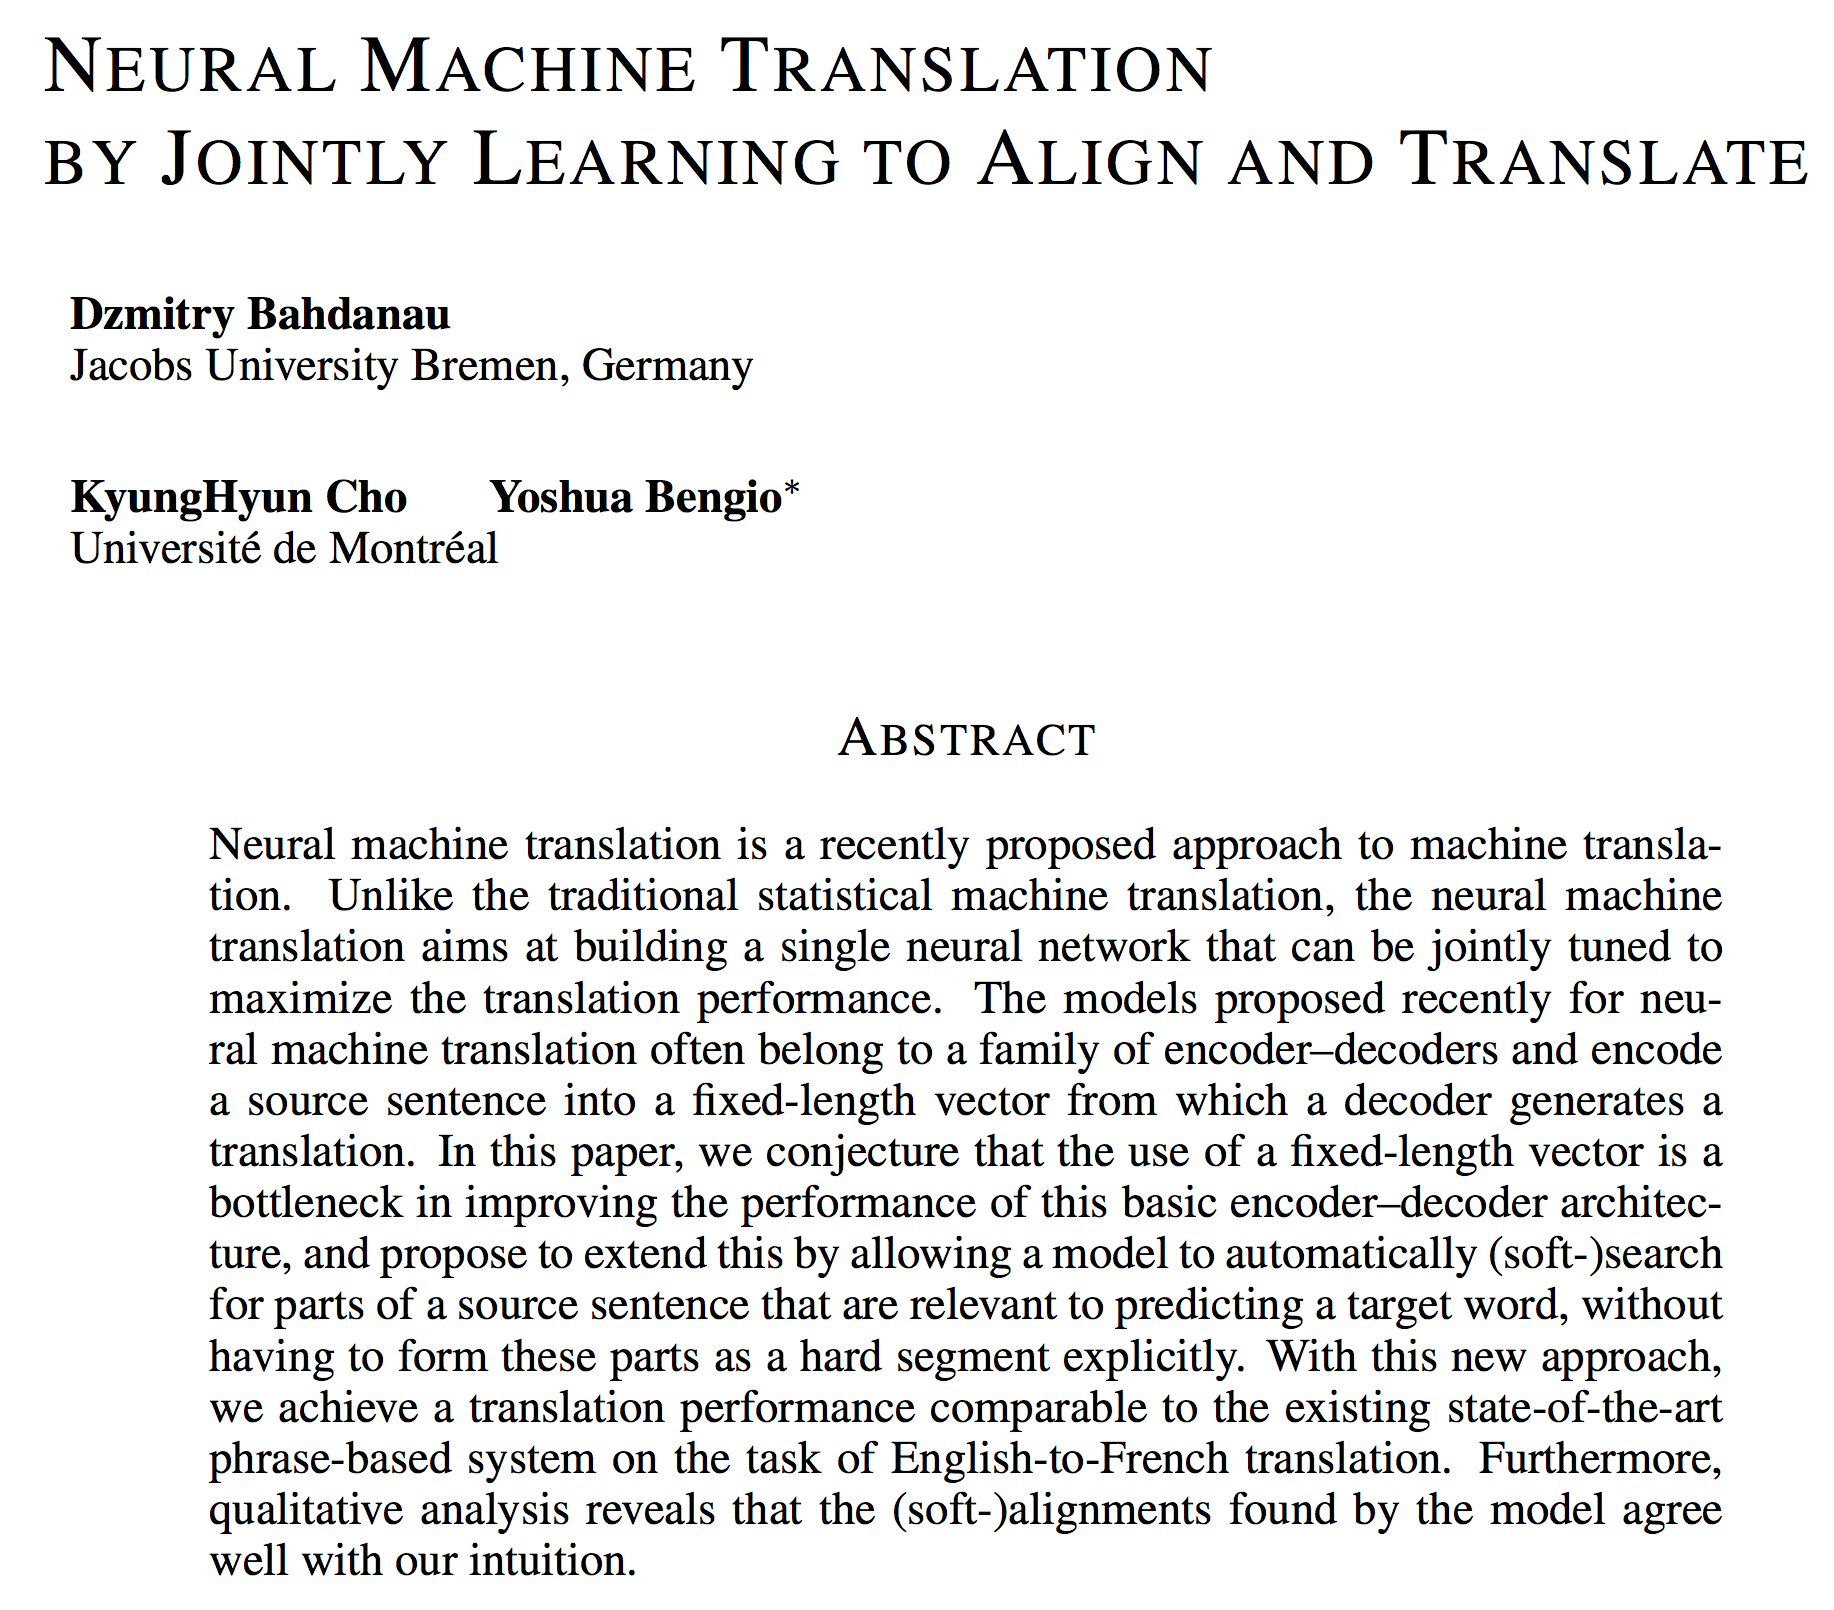 NEURAL MACHINE TRANSLATION
BY JOINTLY LEARNING TO ALIGN AND TRANSLATE
Dzmitry Bahdanau
Jacobs University Bremen, Germany
KyungHyun Cho Yoshua Bengio*
Université de Montréal
ABSTRACT
Neural machine translation is a recently proposed approach to machine transla-
tion. Unlike the traditional statistical machine translation, the neural machine
translation aims at building a single neural network that can be jointly tuned to
maximize the translation performance. The models proposed recently for neu-
ral machine translation often belong to a family of encoder–decoders and encode
a source sentence into a fixed-length vector from which a decoder generates a
translation. In this paper, we conjecture that the use of a fixed-length vector is a
bottleneck in improving the performance of this basic encoder–decoder architec-
ture, and propose to extend this by allowing a model to automatically (soft-)search
for parts of a source sentence that are relevant to predicting a target word, without
having to form these parts as a hard segment explicitly. With this new approach,
we achieve a translation performance comparable to the existing state-of-the-art
phrase-based system on the task of English-to-French translation. Furthermore,
qualitative analysis reveals that the (soft-)alignments found by the model agree
well with our intuition.